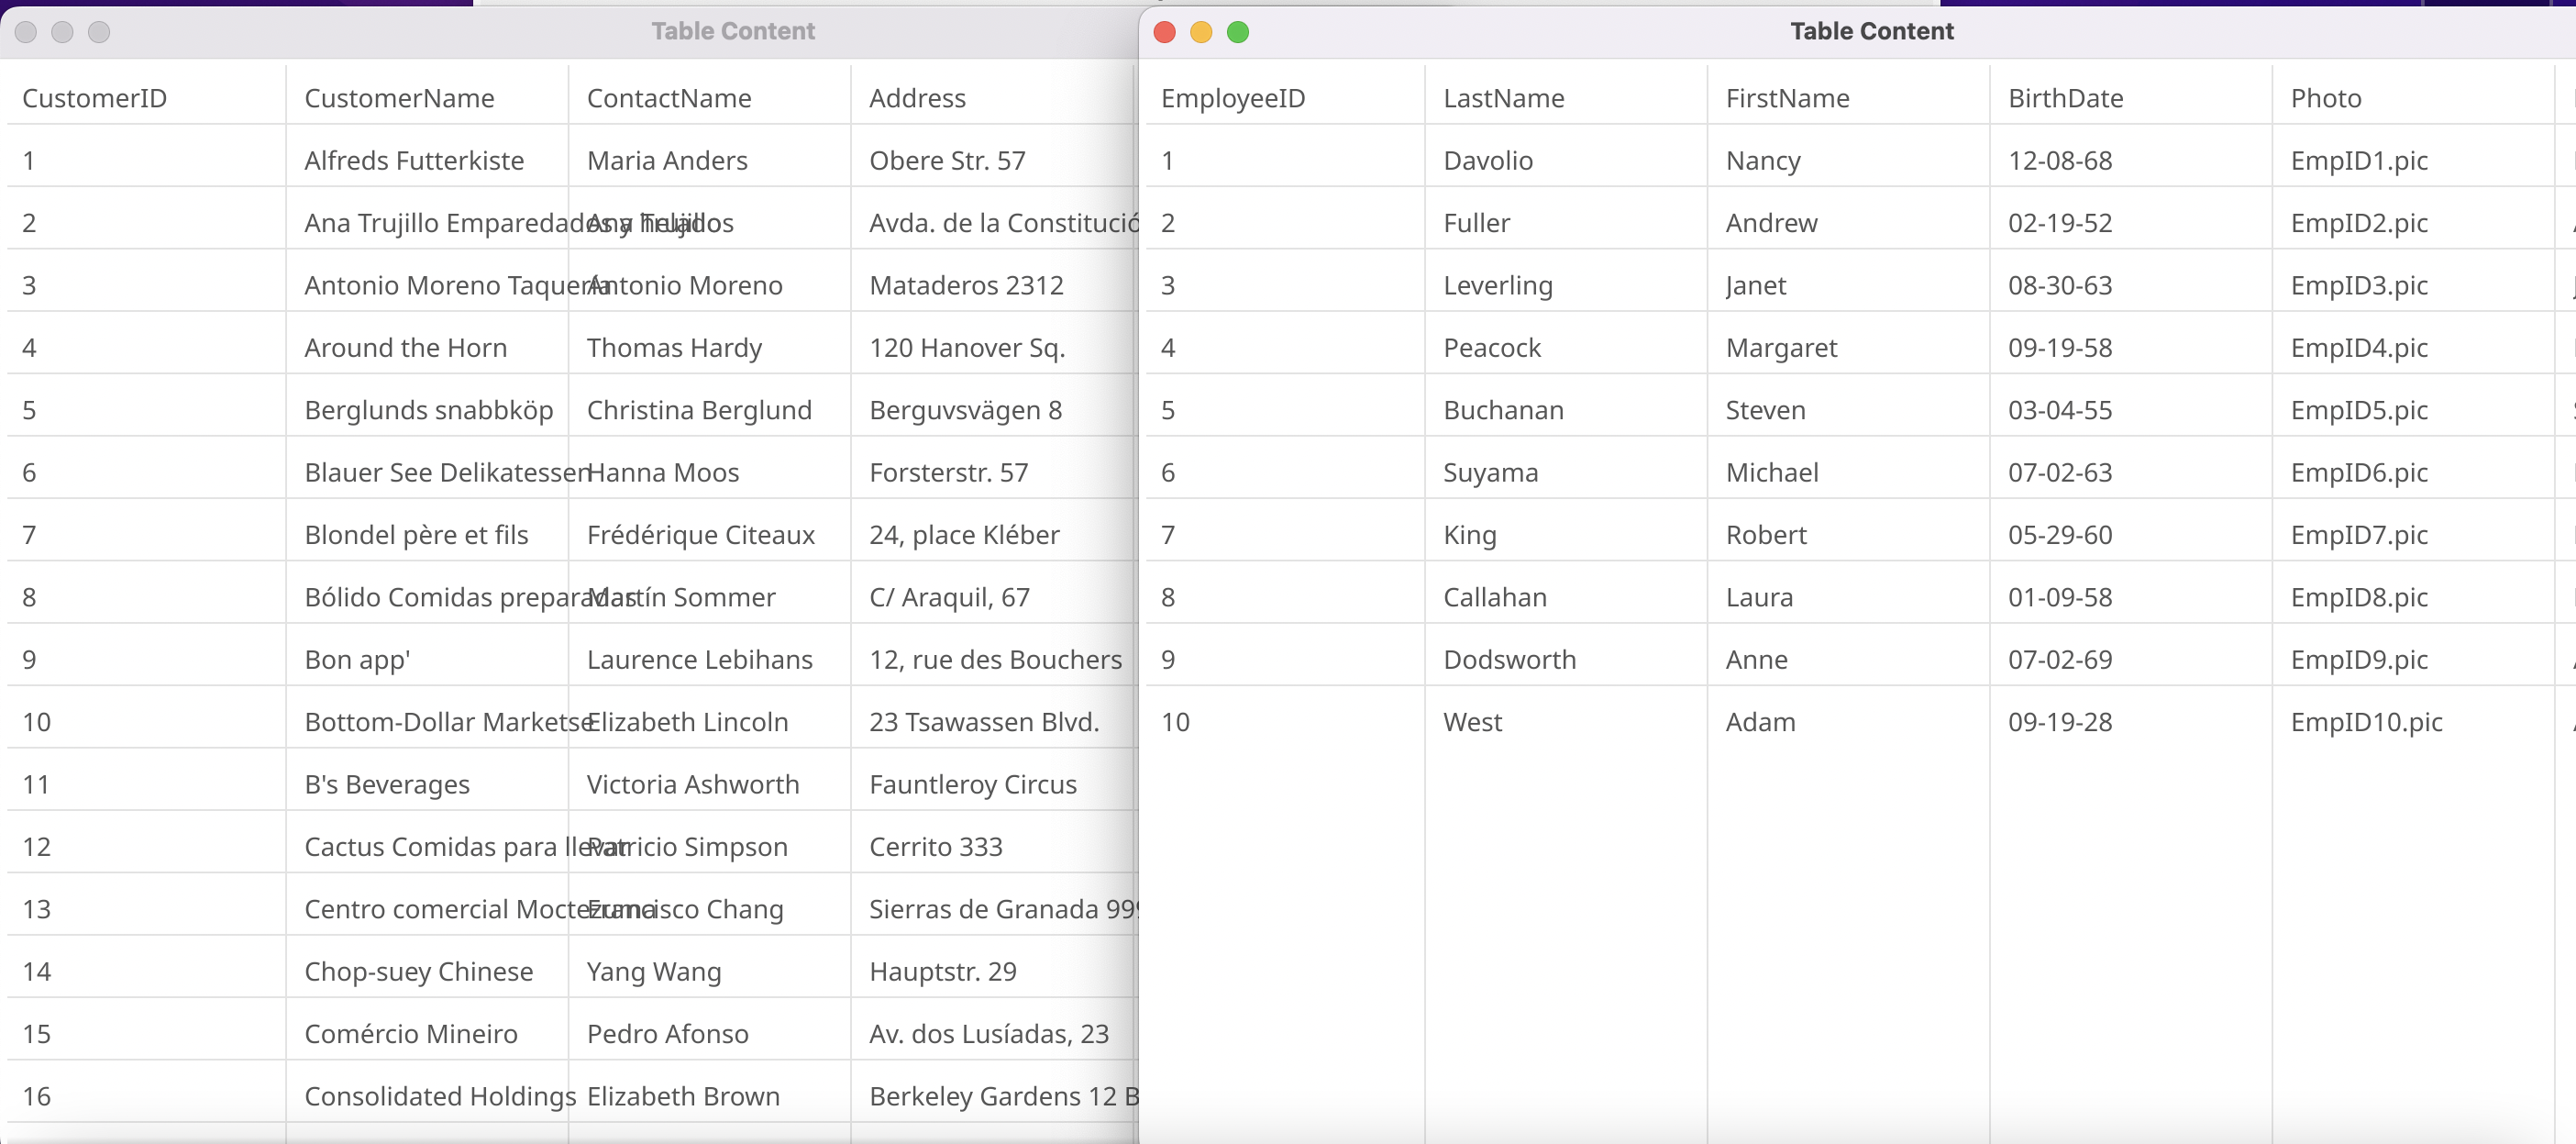 Table Content
CustomerID CustomerName ContactName Address
1 Alfreds Futterkiste Maria Anders Obere Str. 57
2 Ana Trujillo Emparedados y helados Ana Trujillo Avda. de la Constitució
3 Antonio Moreno Taquería Antonio Moreno Mataderos 2312
4 Around the Horn Thomas Hardy 120 Hanover Sq.
5 Berglunds snabbköp Christina Berglund Berguvsvägen 8
6 Blauer See Delikatessen Hanna Moos Forsterstr. 57
7 Blondel père et fils Frédérique Citeaux 24, place Kléber
8 Bólido Comidas preparadas Martín Sommer C/ Araquil, 67
9 Bon app' Laurence Lebihans 12, rue des Bouchers
10 Bottom-Dollar Marketse Elizabeth Lincoln 23 Tsawassen Blvd.
11 B's Beverages Victoria Ashworth Fauntleroy Circus
12 Cactus Comidas para llevar Patricio Simpson Cerrito 333
13 Centro comercial Moctezuma Francisco Chang Sierras de Granada 999
14 Chop-suey Chinese Yang Wang Hauptstr. 29
15 Comércio Mineiro Pedro Afonso Av. dos Lusíadas, 23
16 Consolidated Holdings Elizabeth Brown Berkeley Gardens 12 B
Table Content
EmployeeID LastName FirstName BirthDate Photo
1 Davolio Nancy 12-08-68 EmpID1.pic
2 Fuller Andrew 02-19-52 EmpID2.pic
3 Leverling Janet 08-30-63 EmpID3.pic
4 Peacock Margaret 09-19-58 EmpID4.pic
5 Buchanan Steven 03-04-55 EmpID5.pic
6 Suyama Michael 07-02-63 EmpID6.pic
7 King Robert 05-29-60 EmpID7.pic
8 Callahan Laura 01-09-58 EmpID8.pic
9 Dodsworth Anne 07-02-69 EmpID9.pic
10 West Adam 09-19-28 EmpID10.pic